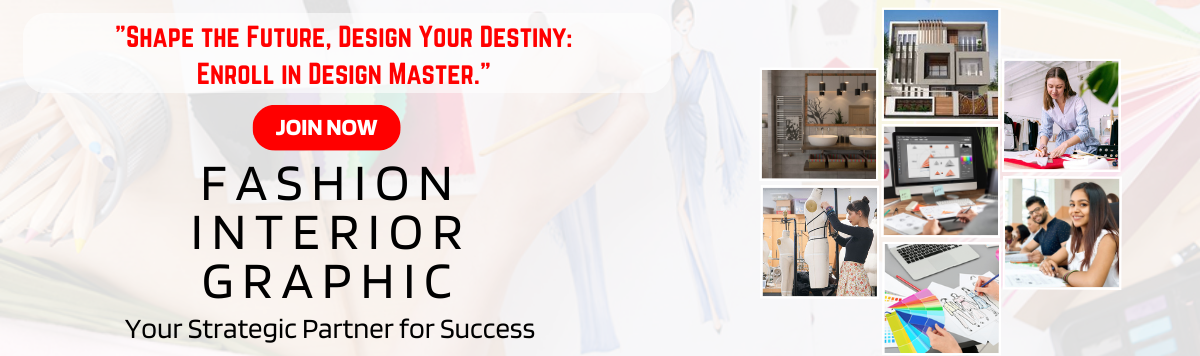 "Shape the Future, Design Your Destiny:
Enroll in Design Master."
JOIN NOW
FASHION
INTERIOR
GRAPHIC
Your Strategic Partner for Success